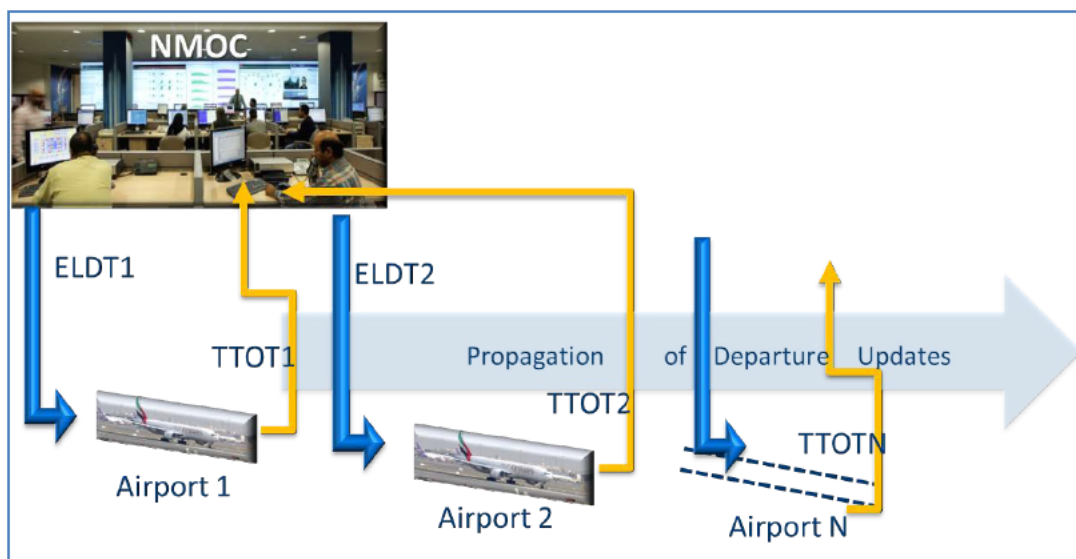 NMOC
ELDT1
ELDT2
TTOT1
Propagation of Departure Updates
TTOT2
TTOTN
Airport 1
Airport 2
Airport N